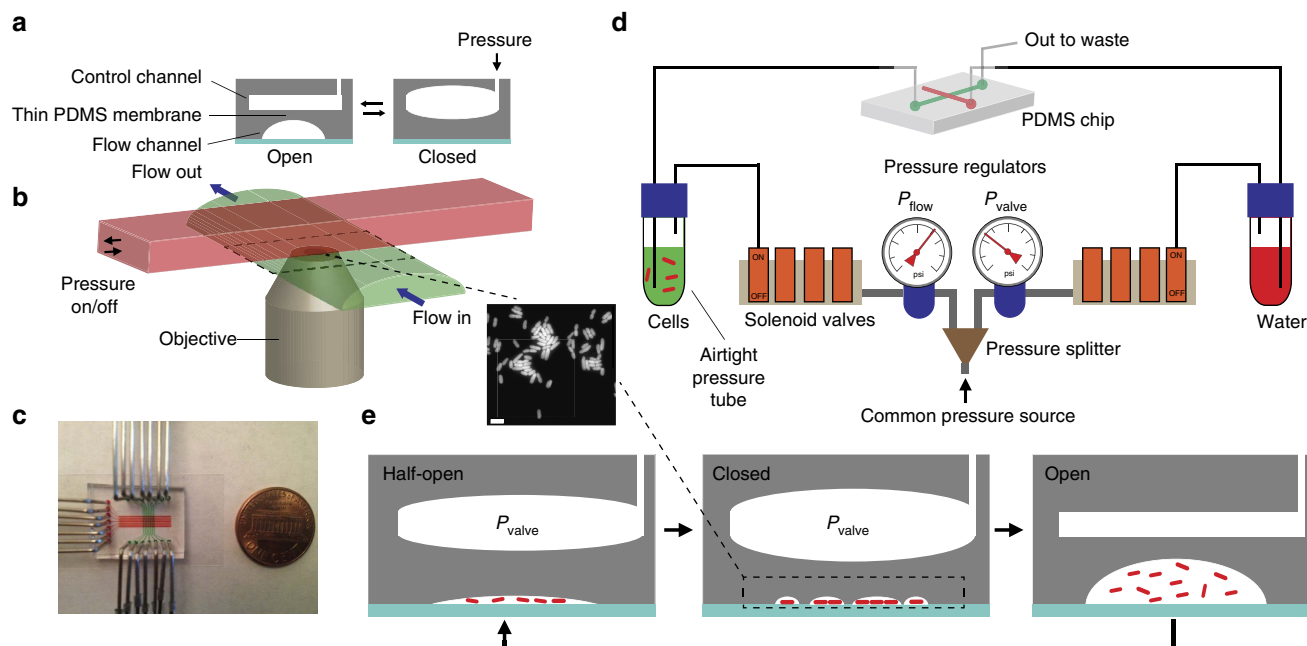 a
Pressure
Control channel
Thin PDMS membrane
Flow channel
Open
Closed
b
Flow out
Pressure
on/off
Flow in
Objective
c
d
Out to waste
PDMS chip
Pressure regulators
Pflow
Pvalve
psi
psi
ON
OFF
ON
OFF
Cells
Solenoid valves
Water
Airtight
pressure
tube
Pressure splitter
Common pressure source
e
Half-open
Pvalve
Closed
Pvalve
Open